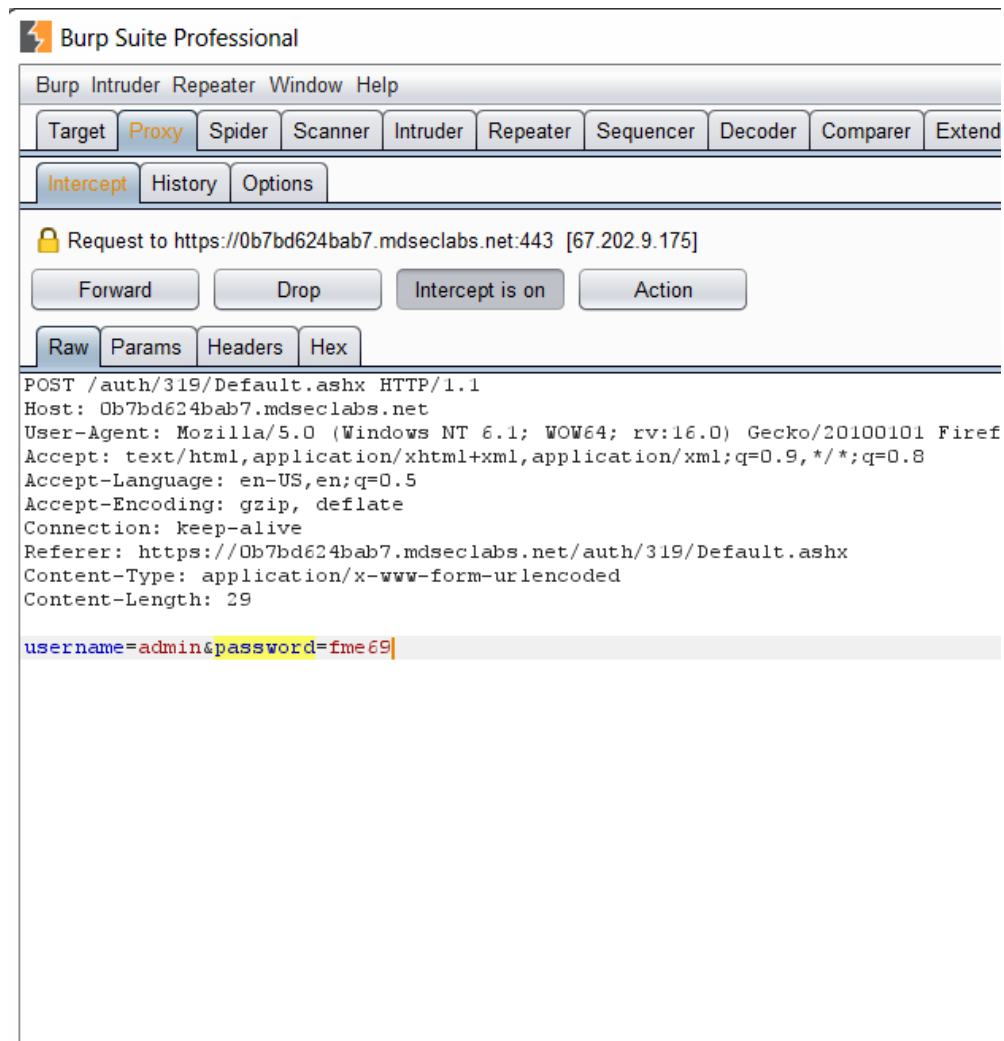 Burp Suite Professional
Burp Intruder Repeater Window Help
Target Proxy Spider Scanner Intruder Repeater Sequencer Decoder Comparer Extend
Intercept History Options
Request to https://0b7bd624bab7.mdseclabs.net:443 [67.202.9.175]
Forward Drop Intercept is on Action
Raw Params Headers Hex
POST /auth/319/Default.ashx HTTP/1.1
Host: 0b7bd624bab7.mdseclabs.net
User-Agent: Mozilla/5.0 (Windows NT 6.1; WOW64; rv:16.0) Gecko/20100101 Firef
Accept: text/html,application/xhtml+xml,application/xml;q=0.9,*/*;q=0.8
Accept-Language: en-US,en;q=0.5
Accept-Encoding: gzip, deflate
Connection: keep-alive
Referer: https://0b7bd624bab7.mdseclabs.net/auth/319/Default.ashx
Content-Type: application/x-www-form-urlencoded
Content-Length: 29
username=admin&password=fme69